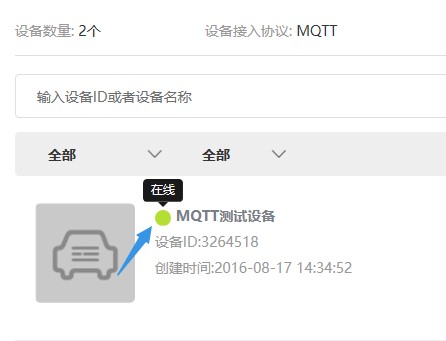 设备数量: 2个 设备接入协议: MQTT
输入设备ID或者设备名称
全部 全部
在线
MQTT测试设备
设备ID:3264518
创建时间:2016-08-17 14:34:52